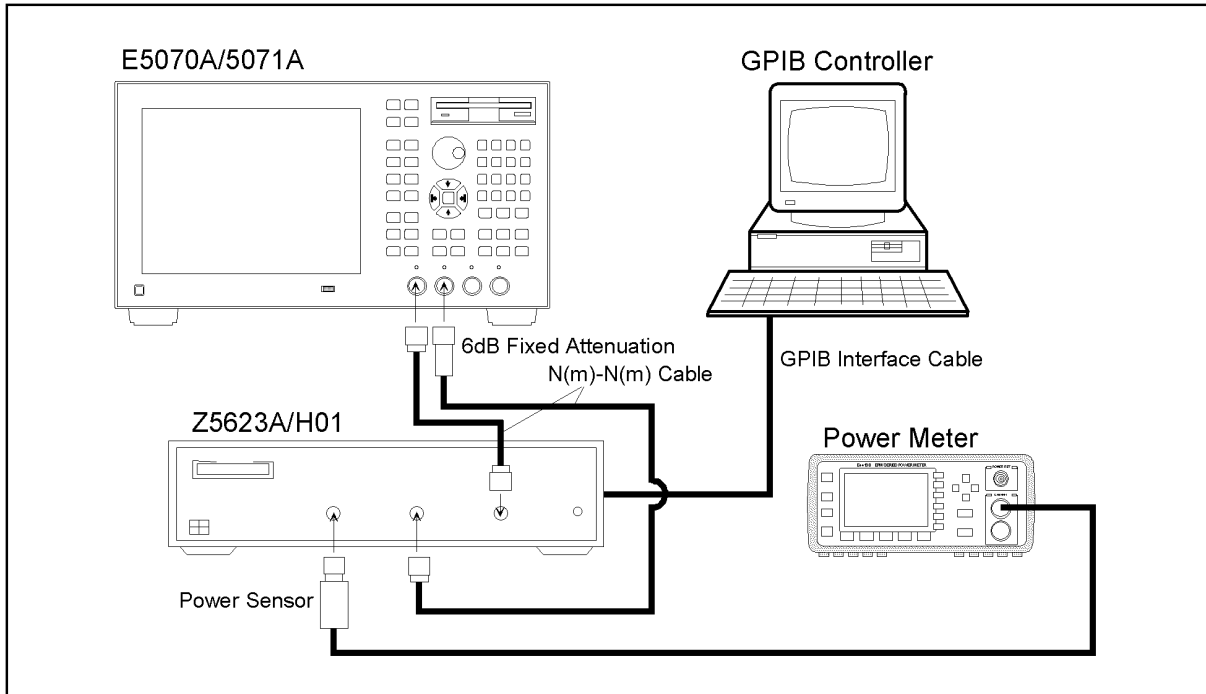 E5070A/5071A
GPIB Controller
6dB Fixed Attenuation
N(m)-N(m) Cable
GPIB Interface Cable
Z5623A/H01
Power Meter
Power Sensor